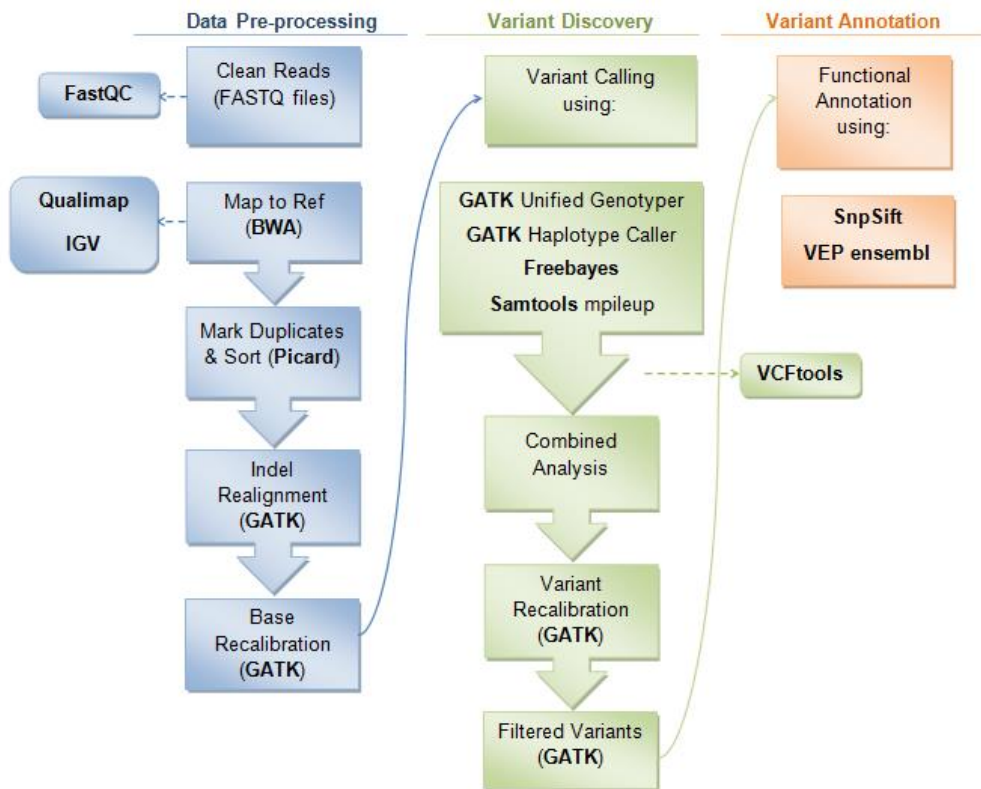 Data Pre-processing
Variant Discovery
Variant Annotation
FastQC
Clean Reads
(FASTQ files)
Qualimap
IGV
Map to Ref
(BWA)
Mark Duplicates
& Sort (Picard)
Indel
Realignment
(GATK)
Base
Recalibration
(GATK)
Variant Calling
using:
GATK Unified Genotyper
GATK Haplotype Caller
Freebayes
Samtools mpileup
VCFtools
Combined
Analysis
Variant
Recalibration
(GATK)
Filtered Variants
(GATK)
Functional
Annotation
using:
SnpSift
VEP ensembl